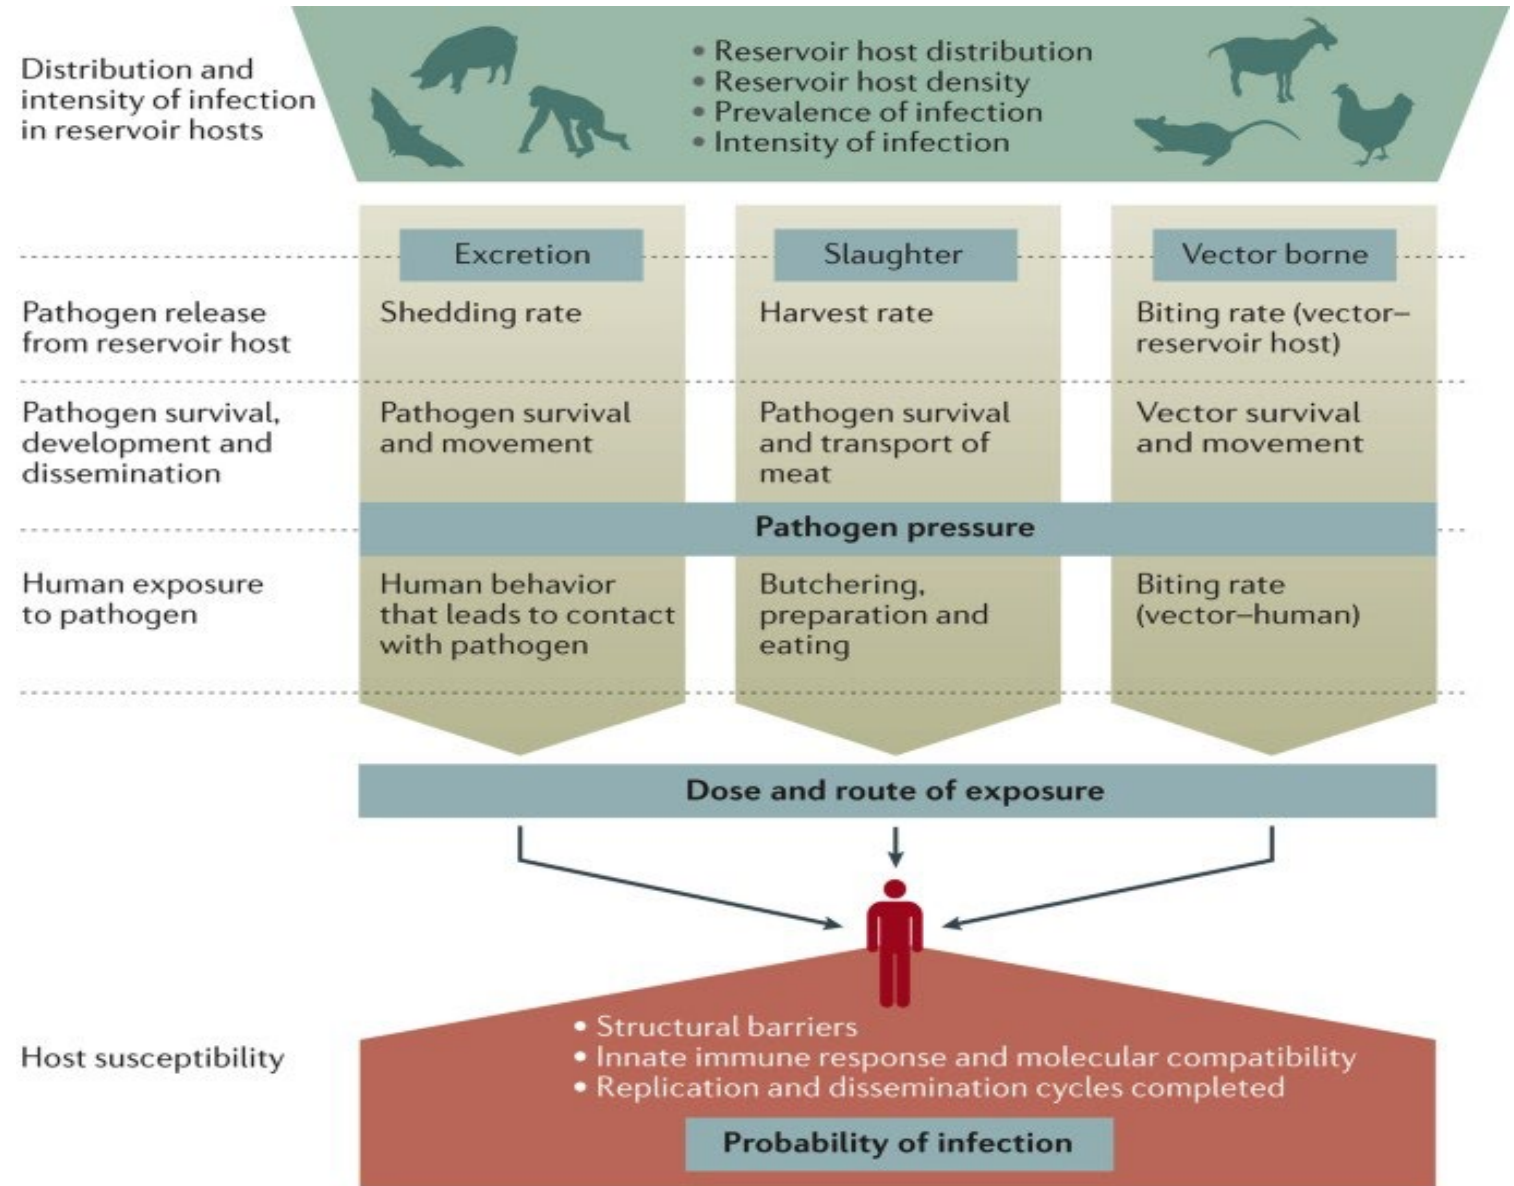 Distribution and
intensity of infection
in reservoir hosts
• Reservoir host distribution
• Reservoir host density
• Prevalence of infection
• Intensity of infection
Excretion
Slaughter
Vector borne
Pathogen release
from reservoir host
Shedding rate
Harvest rate
Biting rate (vector–
reservoir host)
Pathogen survival,
development and
dissemination
Pathogen survival
and movement
Pathogen survival
and transport of
meat
Vector survival
and movement
Pathogen pressure
Human exposure
to pathogen
Human behavior
that leads to contact
with pathogen
Butchering,
preparation and
eating
Biting rate
(vector–human)
Dose and route of exposure
Host susceptibility
• Structural barriers
• Innate immune response and molecular compatibility
• Replication and dissemination cycles completed
Probability of infection